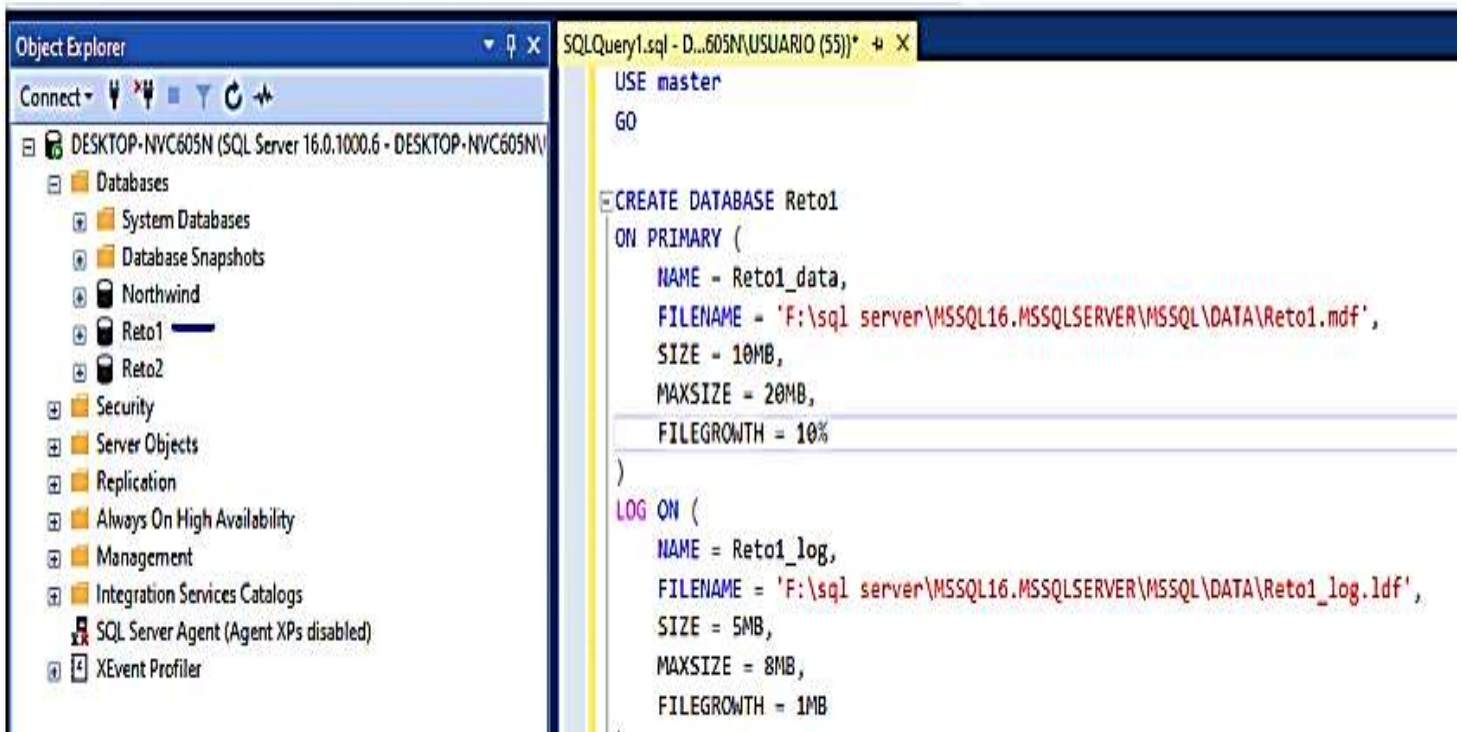 Object Explorer
Connect
DESKTOP-NVC605N (SQL Server 16.0.1000.6 - DESKTOP-NVC605N\
Databases
System Databases
Database Snapshots
Northwind
Reto1
Reto2
Security
Server Objects
Replication
Always On High Availability
Management
Integration Services Catalogs
SQL Server Agent (Agent XPs disabled)
XEvent Profiler
SQLQuery1.sql - D...605N\USUARIO (55))*
USE master
GO
CREATE DATABASE Reto1
ON PRIMARY (
NAME = Reto1_data,
FILENAME = 'F:\sql server\MSSQL16.MSSQLSERVER\MSSQL\DATA\Reto1.mdf',
SIZE = 10MB,
MAXSIZE = 20MB,
FILEGROWTH = 10%
)
LOG ON (
NAME = Reto1_log,
FILENAME = 'F:\sql server\MSSQL16.MSSQLSERVER\MSSQL\DATA\Reto1_log.ldf',
SIZE = 5MB,
MAXSIZE = 8MB,
FILEGROWTH = 1MB